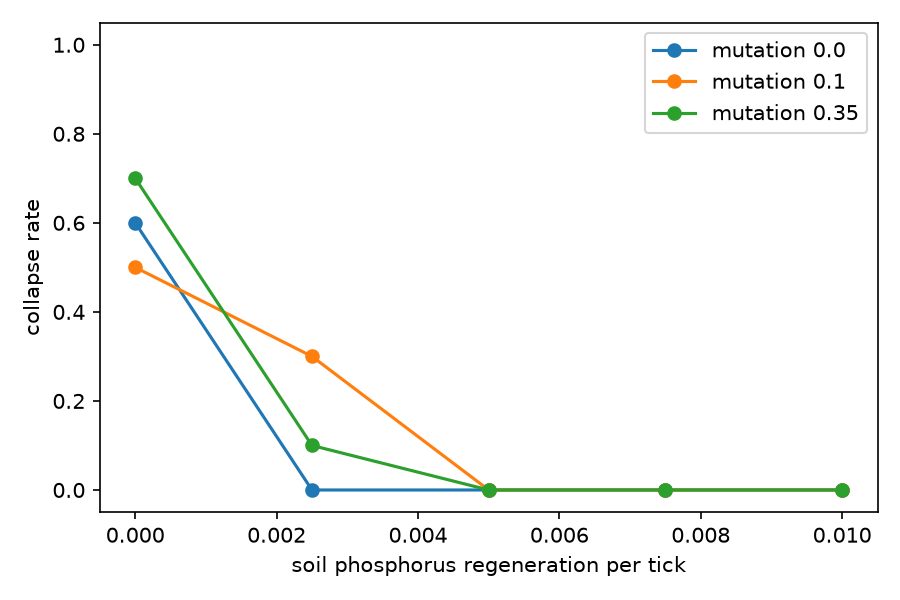 1.0
0.8
0.6
0.4
0.2
0.0
collapse rate
mutation 0.0
mutation 0.1
mutation 0.35
0.000 0.002 0.004 0.006 0.008 0.010
soil phosphorus regeneration per tick